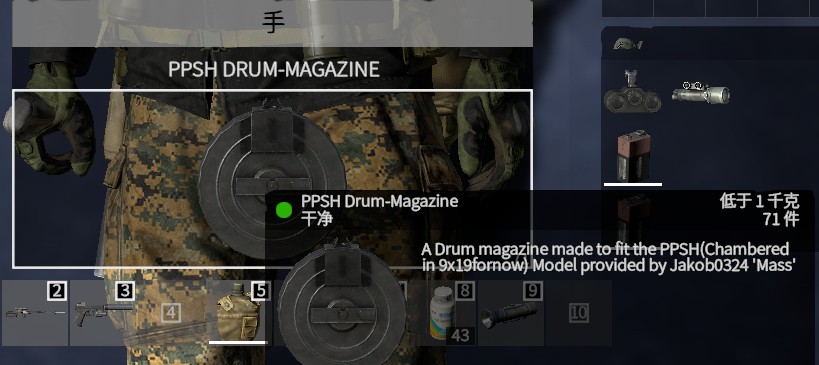 手
PPSH DRUM-MAGAZINE
PPSH Drum-Magazine
低于 1 千克
干净
71 件
A Drum magazine made to fit the PPSH(Chambered
in 9x19fornow) Model provided by Jakob0324 'Mass'
2
3
4
5
8
9
10
43